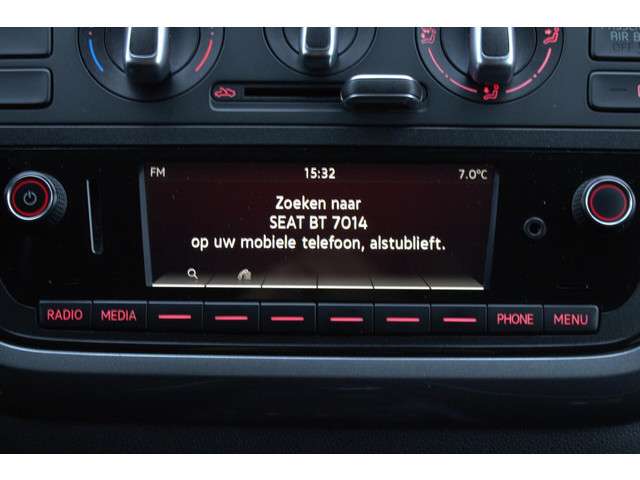 AIR B
OFF
FM 15:32 7.0°C
Zoeken naar
SEAT BT 7014
op uw mobiele telefoon, alstublieft.
RADIO MEDIA PHONE MENU